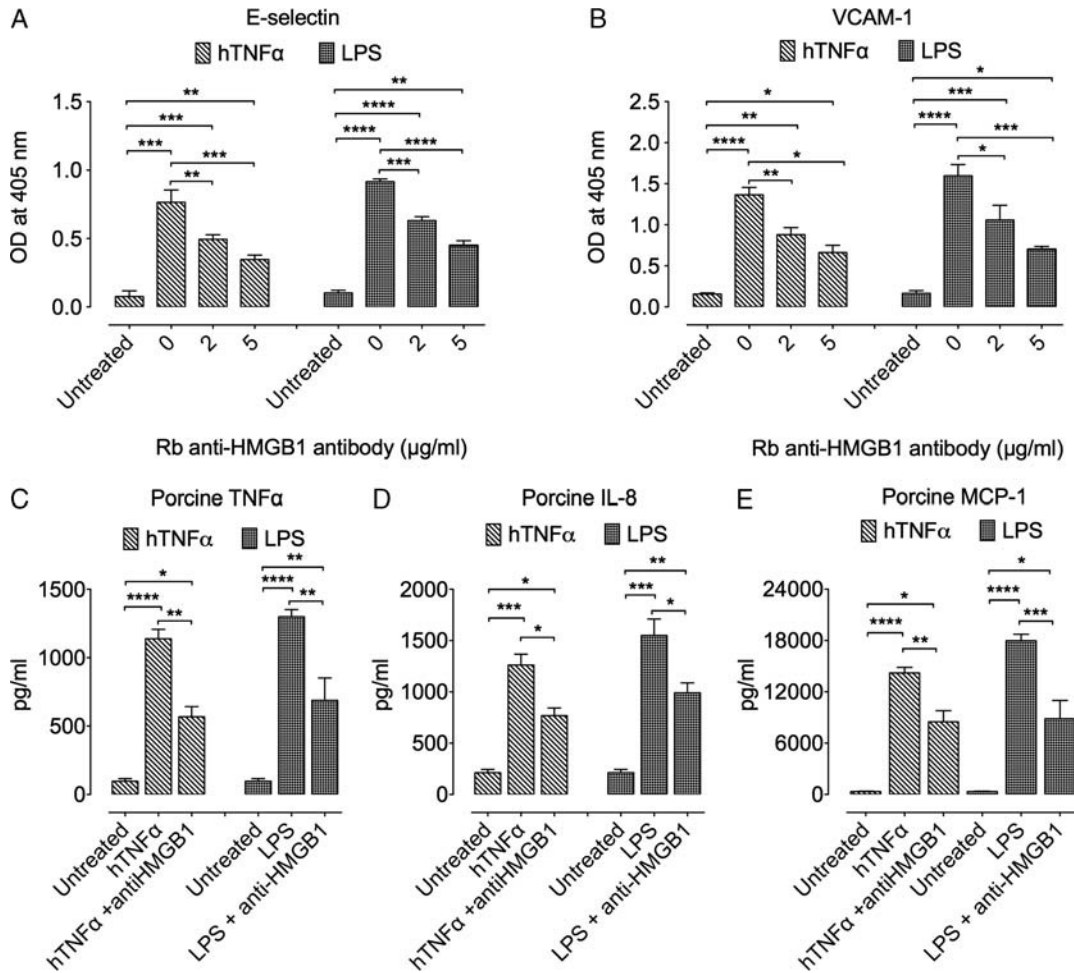 A E-selectin
hTNFα LPS
OD at 405 nm
1.5
1.0
0.5
0.0
** *** *** *** **
** **** **** **** ***
Untreated 0 2 5 Untreated 0 2 5
B VCAM-1
hTNFα LPS
OD at 405 nm
2.5
2.0
1.5
1.0
0.5
0.0
* ** **** * **
* *** **** *** *
Untreated 0 2 5 Untreated 0 2 5
Rb anti-HMGB1 antibody (μg/ml)
Rb anti-HMGB1 antibody (μg/ml)
C Porcine TNFα
hTNFα LPS
pg/ml
1500
1000
500
0
* **** **
** **** **
Untreated hTNFα hTNFα +antiHMGB1 Untreated LPS LPS + anti-HMGB1
D Porcine IL-8
hTNFα LPS
pg/ml
2000
1500
1000
500
0
* *** *
** *** *
Untreated hTNFα hTNFα +antiHMGB1 Untreated LPS LPS + anti-HMGB1
E Porcine MCP-1
hTNFα LPS
pg/ml
24000
18000
12000
6000
0
* **** **
* **** ***
Untreated hTNFα hTNFα +antiHMGB1 Untreated LPS LPS + anti-HMGB1